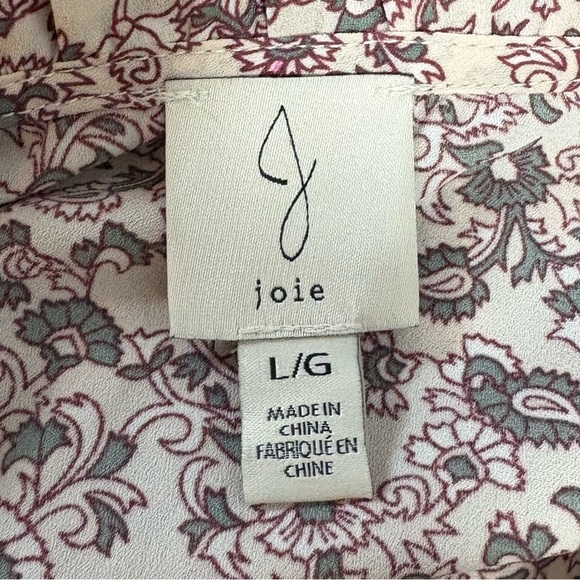 J
joie
L/G
MADE IN
CHINA
FABRIQUÉ EN
CHINE